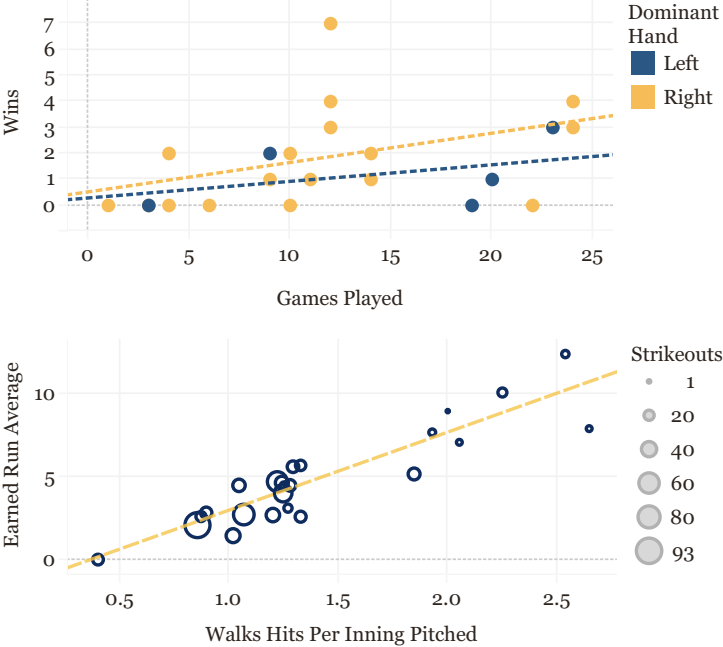 Dominant
Hand
Left
Right
7
6
5
4
3
2
1
0
Wins
0 5 10 15 20 25
Games Played
Strikeouts
1
20
40
60
80
93
10
5
0
Earned Run Average
0.5 1.0 1.5 2.0 2.5
Walks Hits Per Inning Pitched